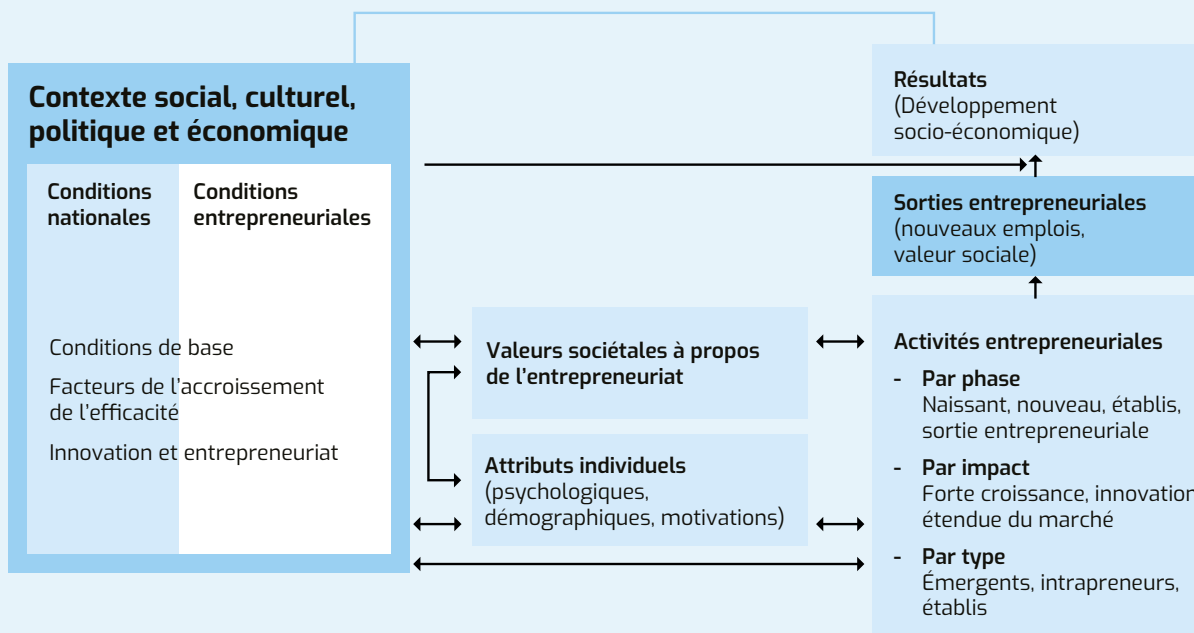 Contexte social, culturel,
politique et économique
Conditions
nationales
Conditions
entrepreneuriales
Conditions de base
Facteurs de l’accroissement
de l’efficacité
Innovation et entrepreneuriat
Valeurs sociétales à propos
de l’entrepreneuriat
Attributs individuels
(psychologiques,
démographiques, motivations)
Résultats
(Développement
socio-économique)
Sorties entrepreneuriales
(nouveaux emplois,
valeur sociale)
Activités entrepreneuriales
- Par phase
Naissant, nouveau, établis,
sortie entrepreneuriale
- Par impact
Forte croissance, innovation
étendue du marché
- Par type
Émergents, intrapreneurs,
établis